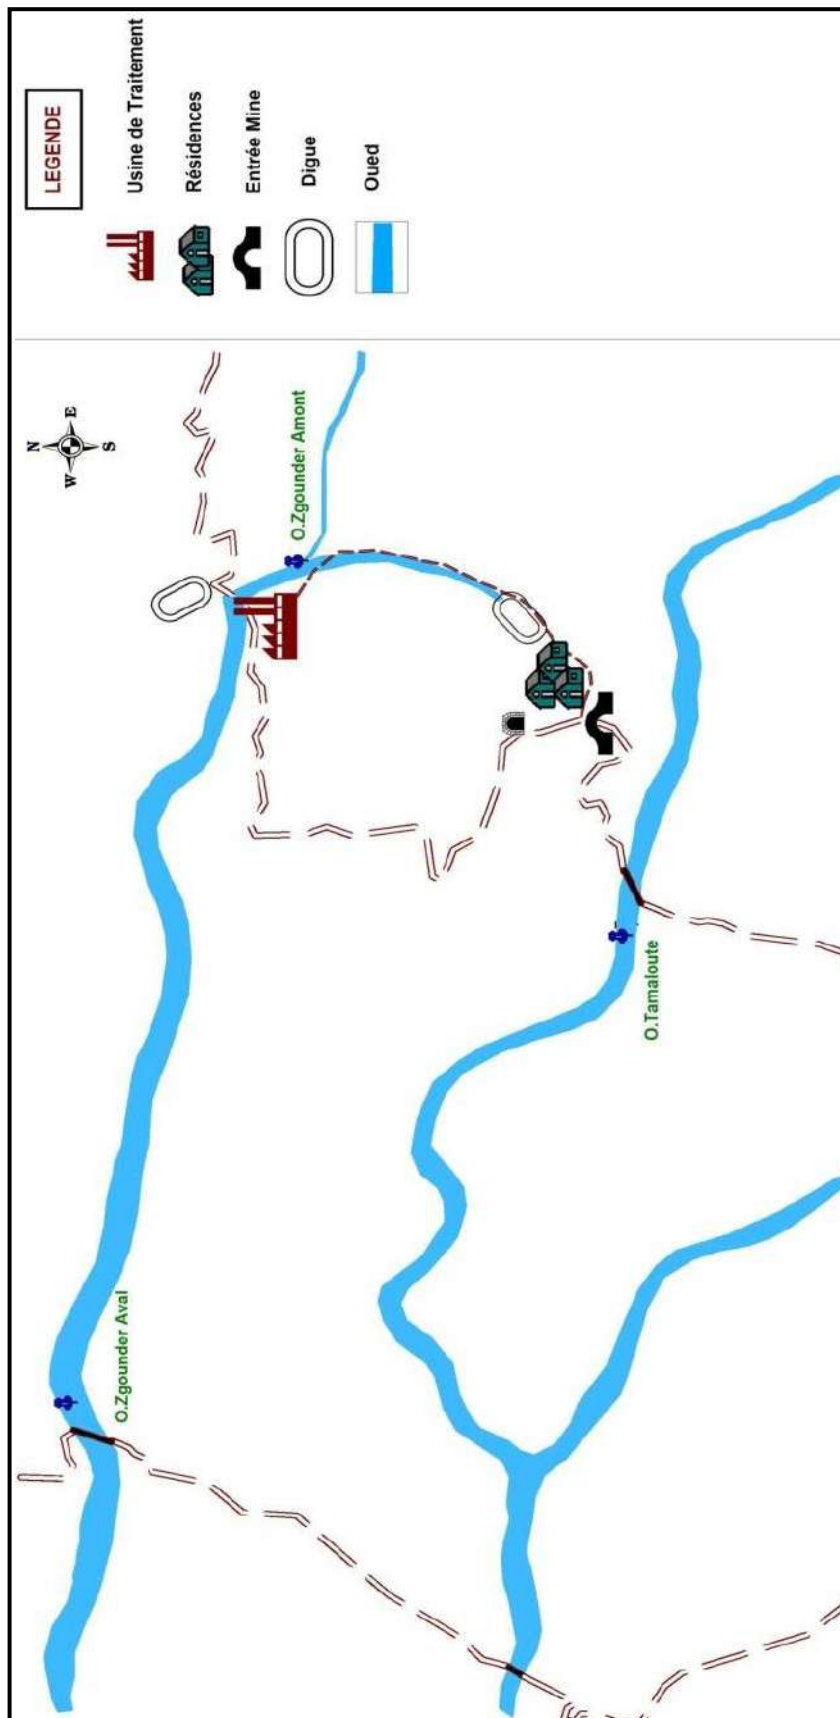 LEGENDE
Usine de Traitement
Résidences
Entrée Mine
Digue
Oued
N
E
S
W
O.Zgounder Amont
O.Tamaloute
O.Zgounder Aval